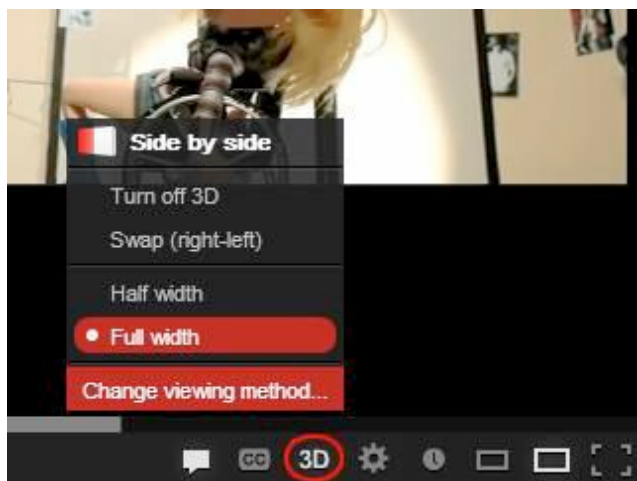 Side by side
Turn off 3D
Swap (right-left)
Half width
Full width
Change viewing method...
CC 3D